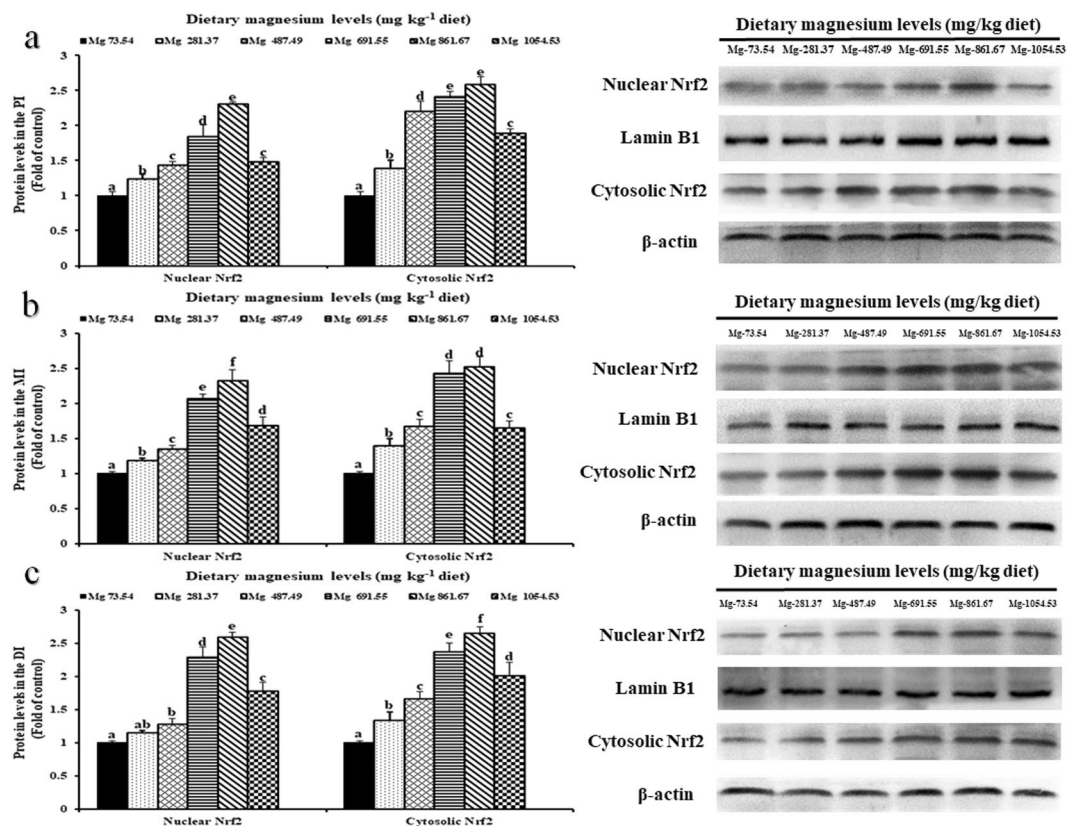 a
Dietary magnesium levels (mg kg-1 diet)
Mg 73.54 Mg 281.37 Mg 487.49 Mg 691.55 Mg 861.67 Mg 1054.53
Protein levels in the PI
(Fold of control)
3
2.5
2
1.5
1
0.5
0
a b c d e c
a b d e e c
Nuclear Nrf2 Cytosolic Nrf2
Dietary magnesium levels (mg/kg diet)
Mg-73.54 Mg-281.37 Mg-487.49 Mg-691.55 Mg-861.67 Mg-1054.53
Nuclear Nrf2
Lamin B1
Cytosolic Nrf2
β-actin
b
Dietary magnesium levels (mg kg-1 diet)
Mg 73.54 Mg 281.37 Mg 487.49 Mg 691.55 Mg 861.67 Mg 1054.53
Protein levels in the MI
(Fold of control)
3
2.5
2
1.5
1
0.5
0
a b c e f d
a b c d d c
Nuclear Nrf2 Cytosolic Nrf2
Dietary magnesium levels (mg/kg diet)
Mg-73.54 Mg-281.37 Mg-487.49 Mg-691.55 Mg-861.67 Mg-1054.53
Nuclear Nrf2
Lamin B1
Cytosolic Nrf2
β-actin
c
Dietary magnesium levels (mg kg-1 diet)
Mg 73.54 Mg 281.37 Mg 487.49 Mg 691.55 Mg 861.67 Mg 1054.53
Protein levels in the DI
(Fold of control)
3
2.5
2
1.5
1
0.5
0
a ab b d e c
a b c e f d
Nuclear Nrf2 Cytosolic Nrf2
Dietary magnesium levels (mg/kg diet)
Mg-73.54 Mg-281.37 Mg-487.49 Mg-691.55 Mg-861.67 Mg-1054.53
Nuclear Nrf2
Lamin B1
Cytosolic Nrf2
β-actin